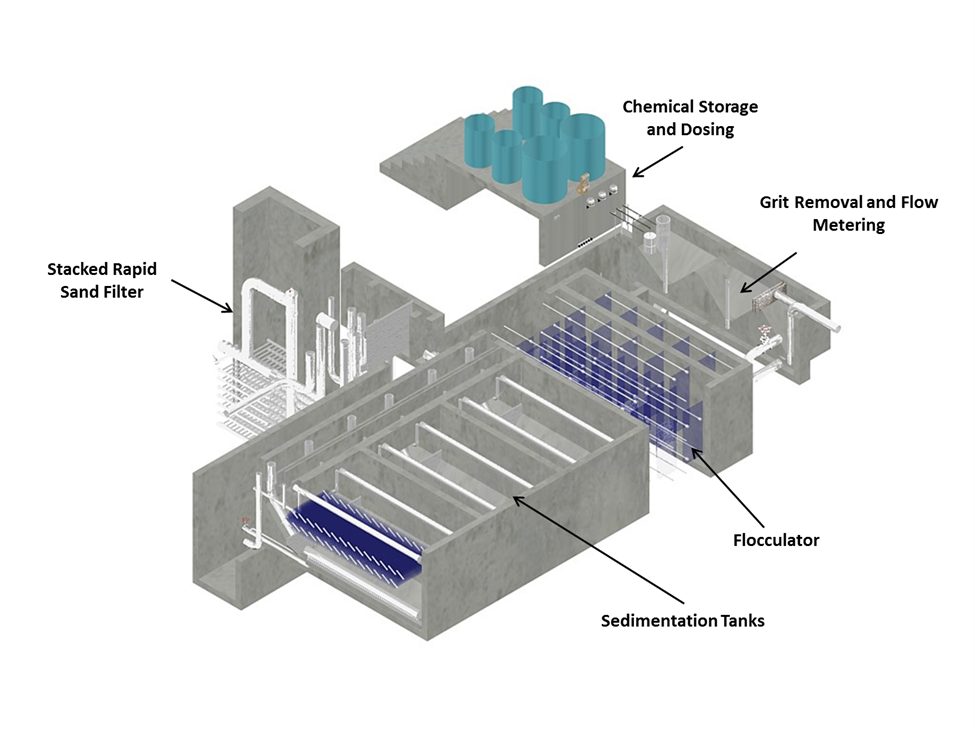 Chemical Storage
and Dosing
Grit Removal and Flow
Metering
Stacked Rapid
Sand Filter
Flocculator
Sedimentation Tanks